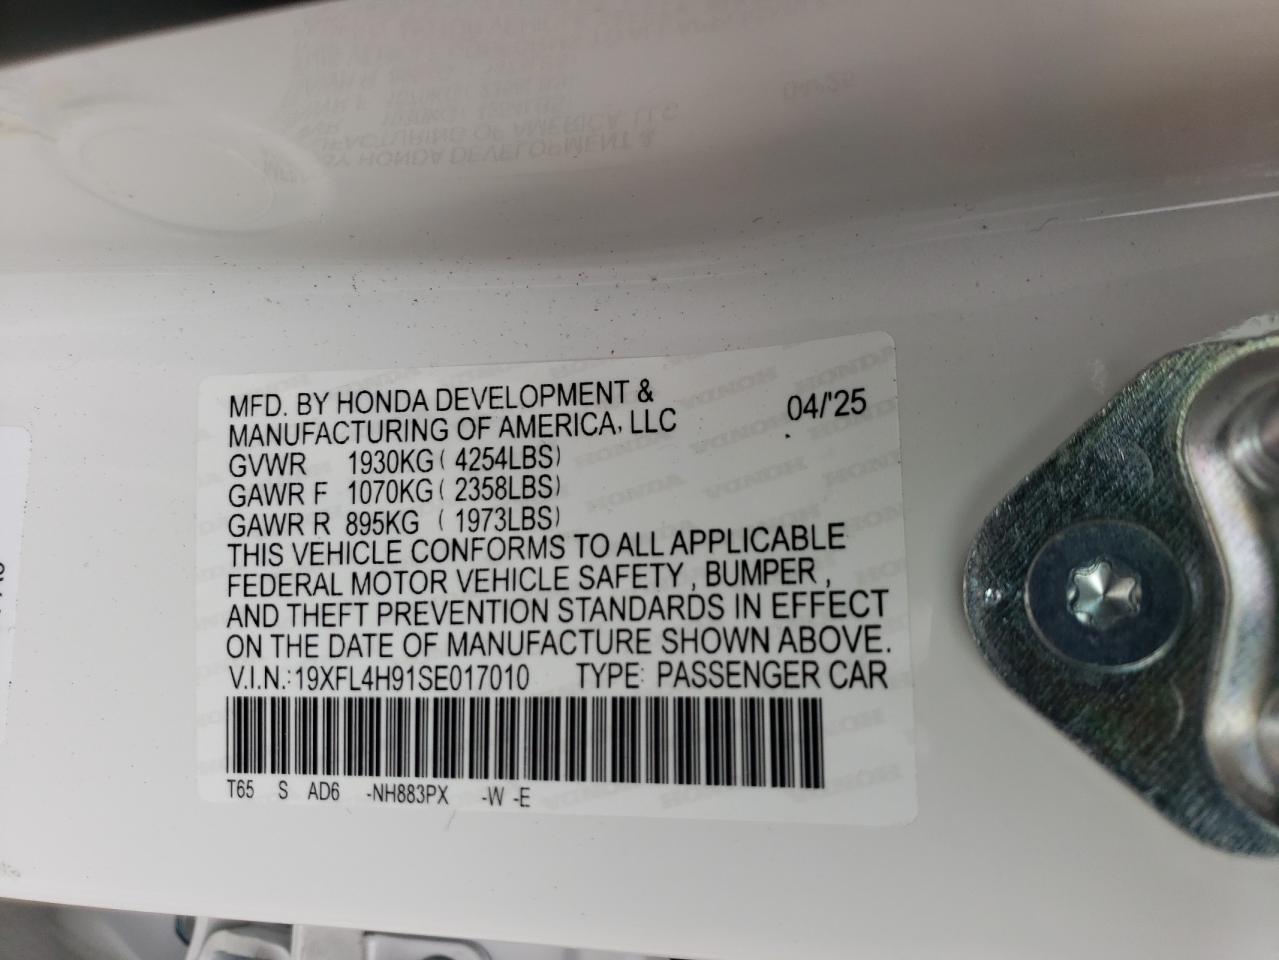 MFD. BY HONDA DEVELOPMENT &
MANUFACTURING OF AMERICA, LLC 04/'25
GVWR 1930KG ( 4254LBS)
GAWR F 1070KG ( 2358LBS)
GAWR R 895KG ( 1973LBS)
THIS VEHICLE CONFORMS TO ALL APPLICABLE
FEDERAL MOTOR VEHICLE SAFETY , BUMPER ,
AND THEFT PREVENTION STANDARDS IN EFFECT
ON THE DATE OF MANUFACTURE SHOWN ABOVE.
V.I.N.: 19XFL4H91SE017010 TYPE: PASSENGER CAR
T65 S AD6 -NH883PX -W -E